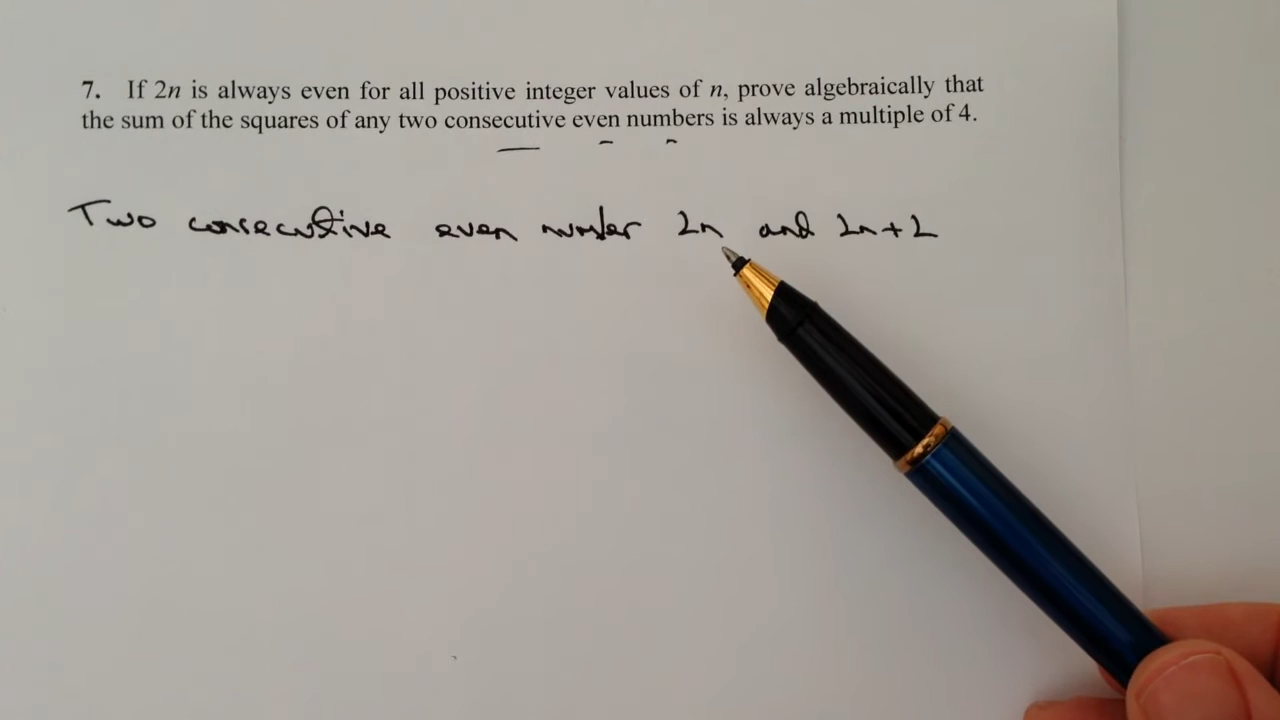 7. If 2n is always even for all positive integer values of n, prove algebraically that
the sum of the squares of any two consecutive even numbers is always a multiple of 4.
Two consecutive even number 2n and 2n+2